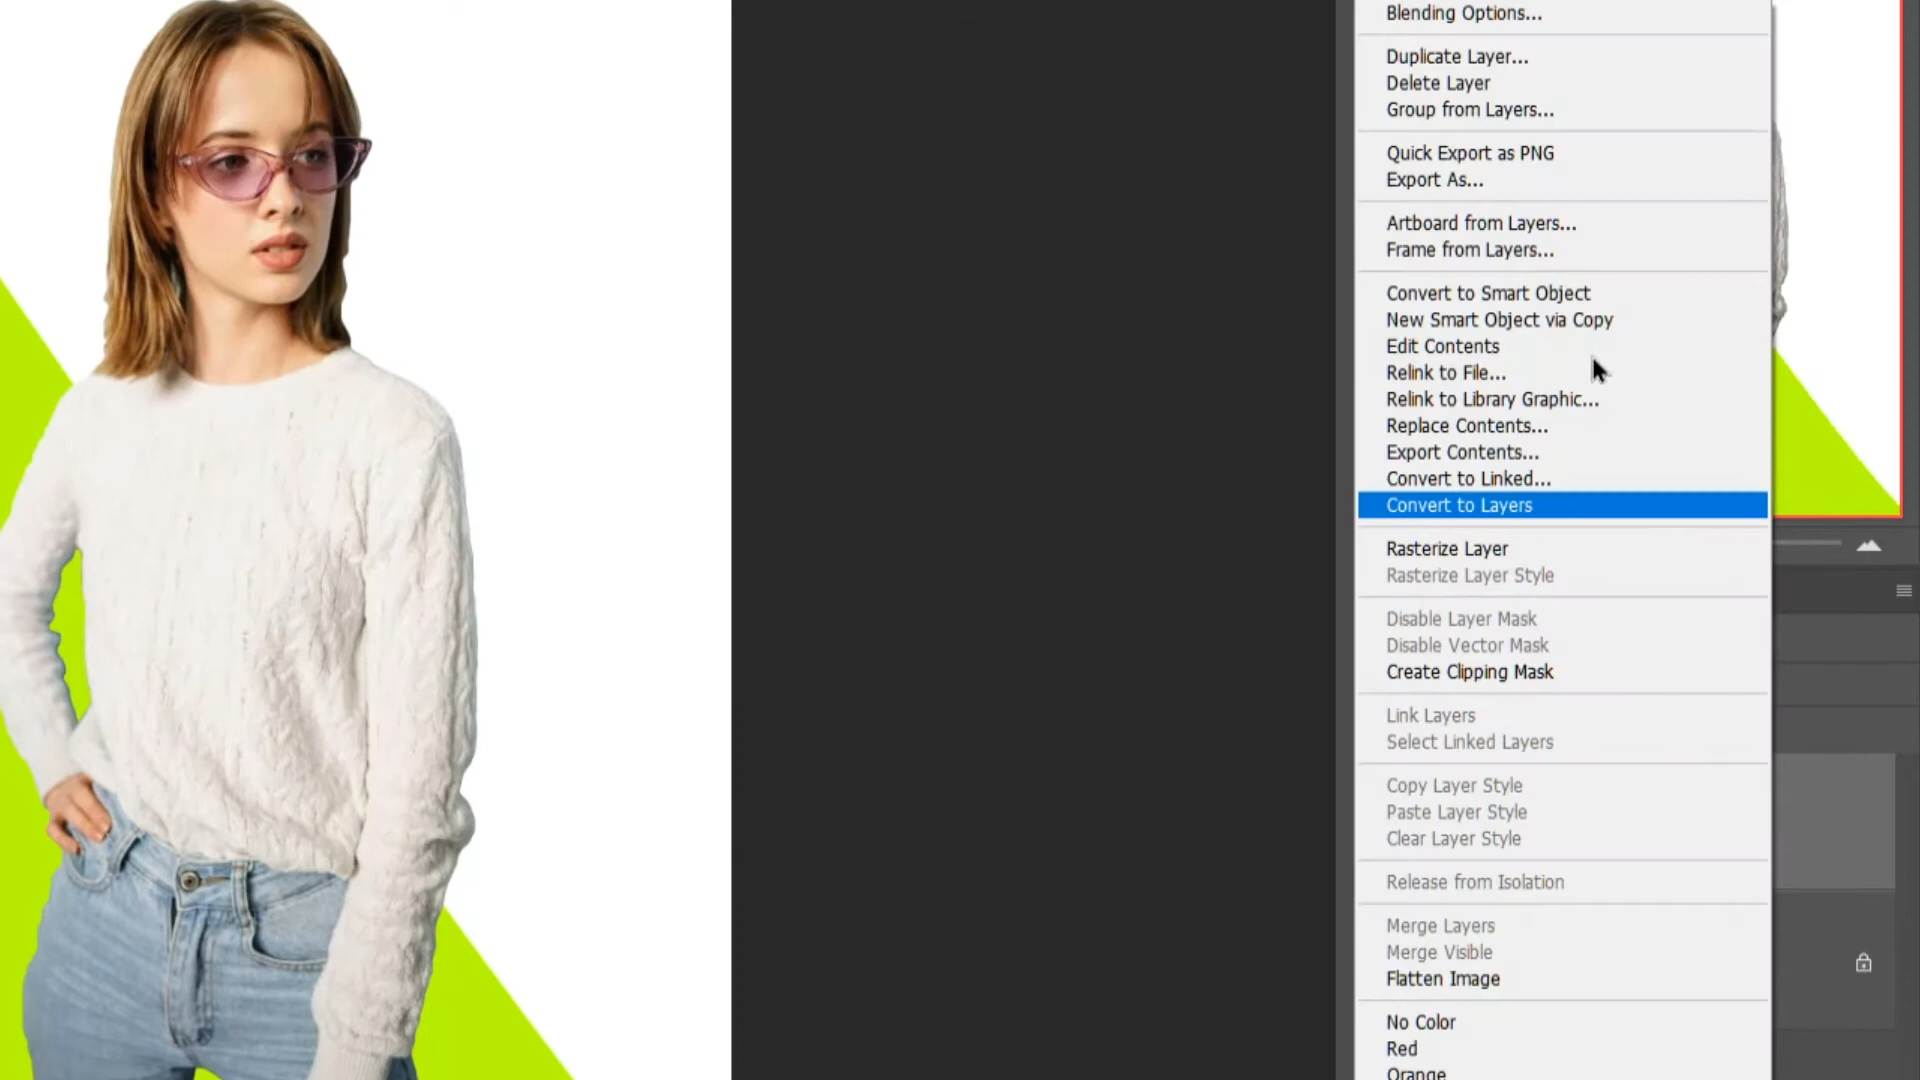 Blending Options...
Duplicate Layer...
Delete Layer
Group from Layers...
Quick Export as PNG
Export As...
Artboard from Layers...
Frame from Layers...
Convert to Smart Object
New Smart Object via Copy
Edit Contents
Relink to File...
Relink to Library Graphic...
Replace Contents...
Export Contents...
Convert to Linked...
Convert to Layers
Rasterize Layer
Rasterize Layer Style
Disable Layer Mask
Disable Vector Mask
Create Clipping Mask
Link Layers
Select Linked Layers
Copy Layer Style
Paste Layer Style
Clear Layer Style
Release from Isolation
Merge Layers
Merge Visible
Flatten Image
No Color
Red
Orange